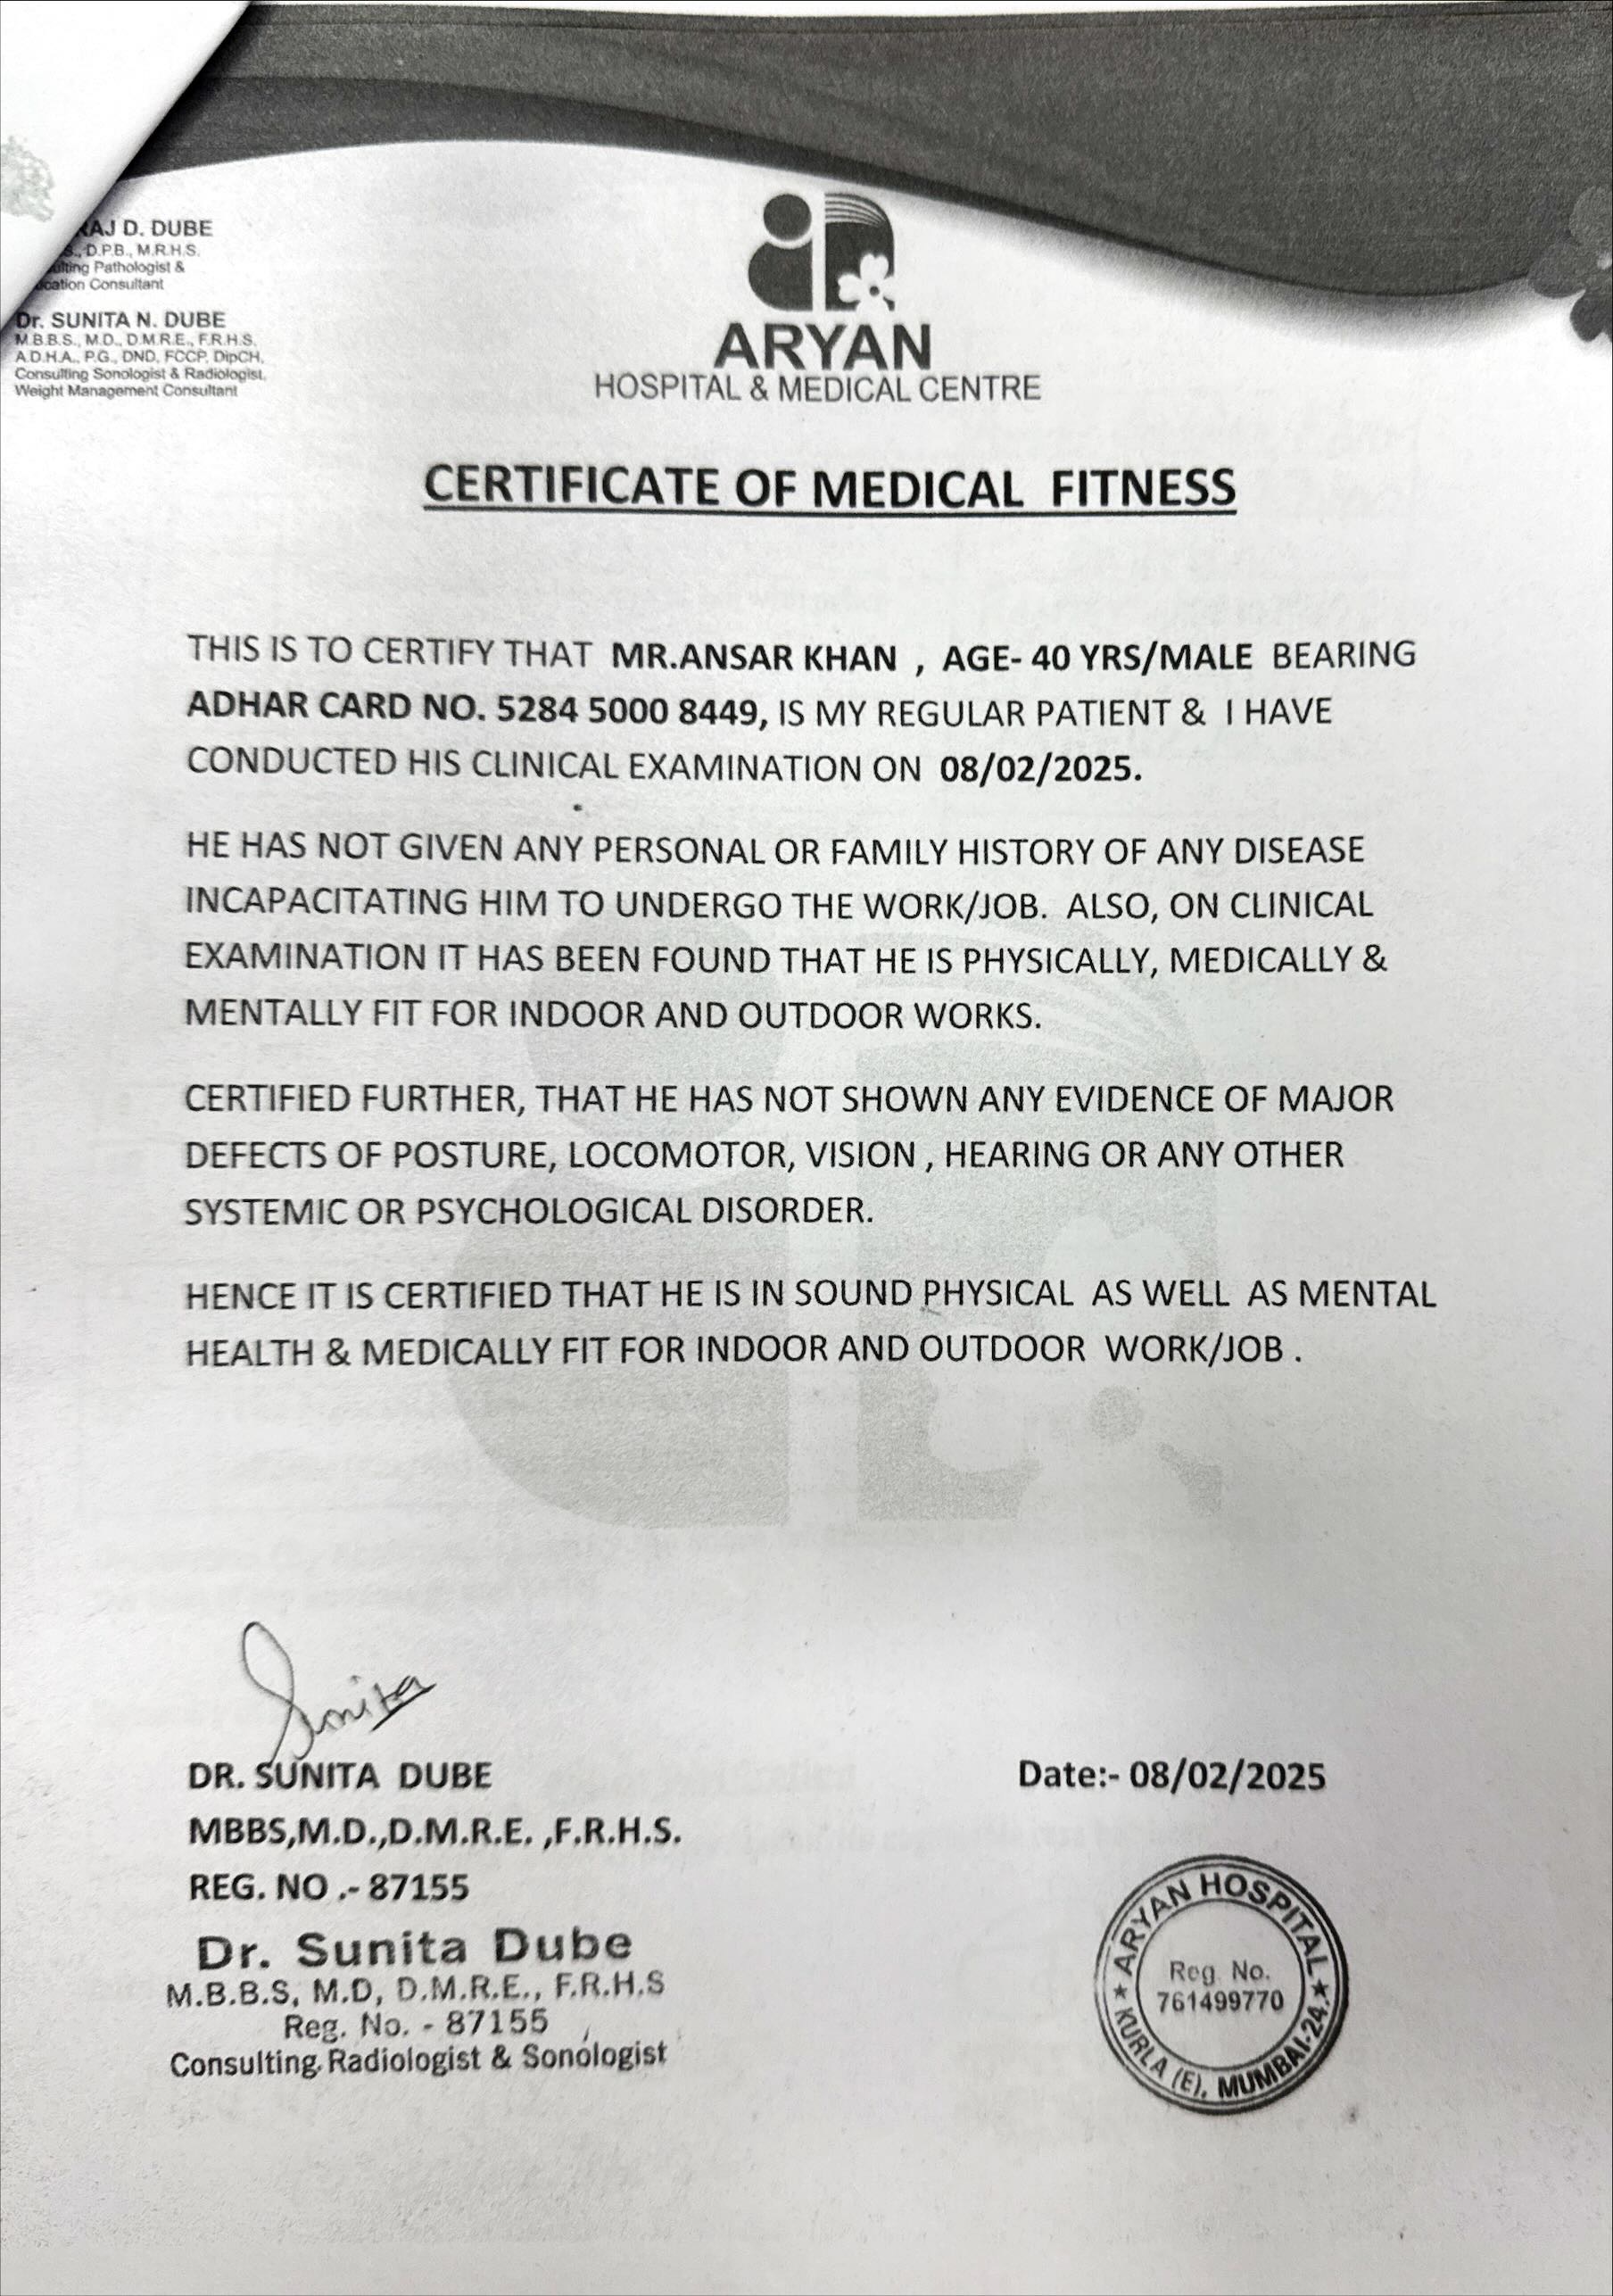 RAJ D. DUBE
D.P.B., M.R.H.S.
Pathologist &
Consultant
Dr. SUNITA N. DUBE
M.B.B.S., M.D., D.M.R.E., F.R.H.S.
A.D.H.A., P.G., DND, FCCP, DipCH,
Consulting Sonologist & Radiologist,
Weight Management Consultant
ARYAN
HOSPITAL & MEDICAL CENTRE
CERTIFICATE OF MEDICAL FITNESS
THIS IS TO CERTIFY THAT MR.ANSAR KHAN , AGE- 40 YRS/MALE BEARING
ADHAR CARD NO. 5284 5000 8449, IS MY REGULAR PATIENT & I HAVE
CONDUCTED HIS CLINICAL EXAMINATION ON 08/02/2025.
HE HAS NOT GIVEN ANY PERSONAL OR FAMILY HISTORY OF ANY DISEASE
INCAPACITATING HIM TO UNDERGO THE WORK/JOB. ALSO, ON CLINICAL
EXAMINATION IT HAS BEEN FOUND THAT HE IS PHYSICALLY, MEDICALLY &
MENTALLY FIT FOR INDOOR AND OUTDOOR WORKS.
CERTIFIED FURTHER, THAT HE HAS NOT SHOWN ANY EVIDENCE OF MAJOR
DEFECTS OF POSTURE, LOCOMOTOR, VISION , HEARING OR ANY OTHER
SYSTEMIC OR PSYCHOLOGICAL DISORDER.
HENCE IT IS CERTIFIED THAT HE IS IN SOUND PHYSICAL AS WELL AS MENTAL
HEALTH & MEDICALLY FIT FOR INDOOR AND OUTDOOR WORK/JOB .
Sunita
DR. SUNITA DUBE
MBBS,M.D.,D.M.R.E. ,F.R.H.S.
REG. NO .- 87155
Dr. Sunita Dube
M.B.B.S, M.D, D.M.R.E., F.R.H.S
Reg. No. - 87155
Consulting Radiologist & Sonologist
Date:- 08/02/2025
ARYAN HOSPITAL
Reg. No.
761499770
KURLA (E), MUMBAI-24.